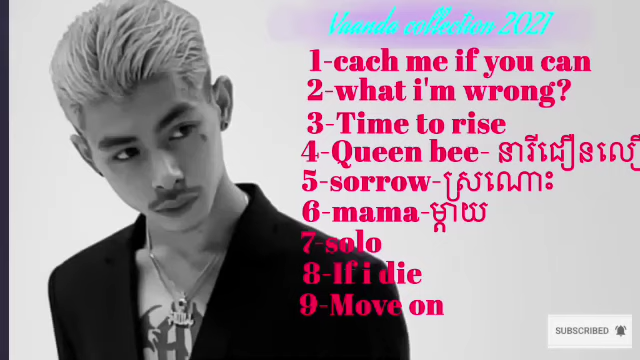 Vannda collection 2021
1-cach me if you can
2-what i'm wrong?
3-Time to rise
4-Queen bee- នារីជឿនលឿ
5-sorrow-ស្រណោះ
6-mama-ម្តាយ
7-solo
8-If i die
9-Move on
SUBSCRIBED